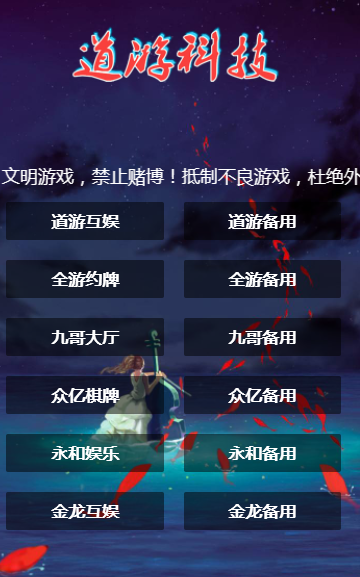 道游科技
文明游戏，禁止赌博！抵制不良游戏，杜绝外
道游互娱
道游备用
全游约牌
全游备用
九哥大厅
九哥备用
众亿棋牌
众亿备用
永和娱乐
永和备用
金龙互娱
金龙备用